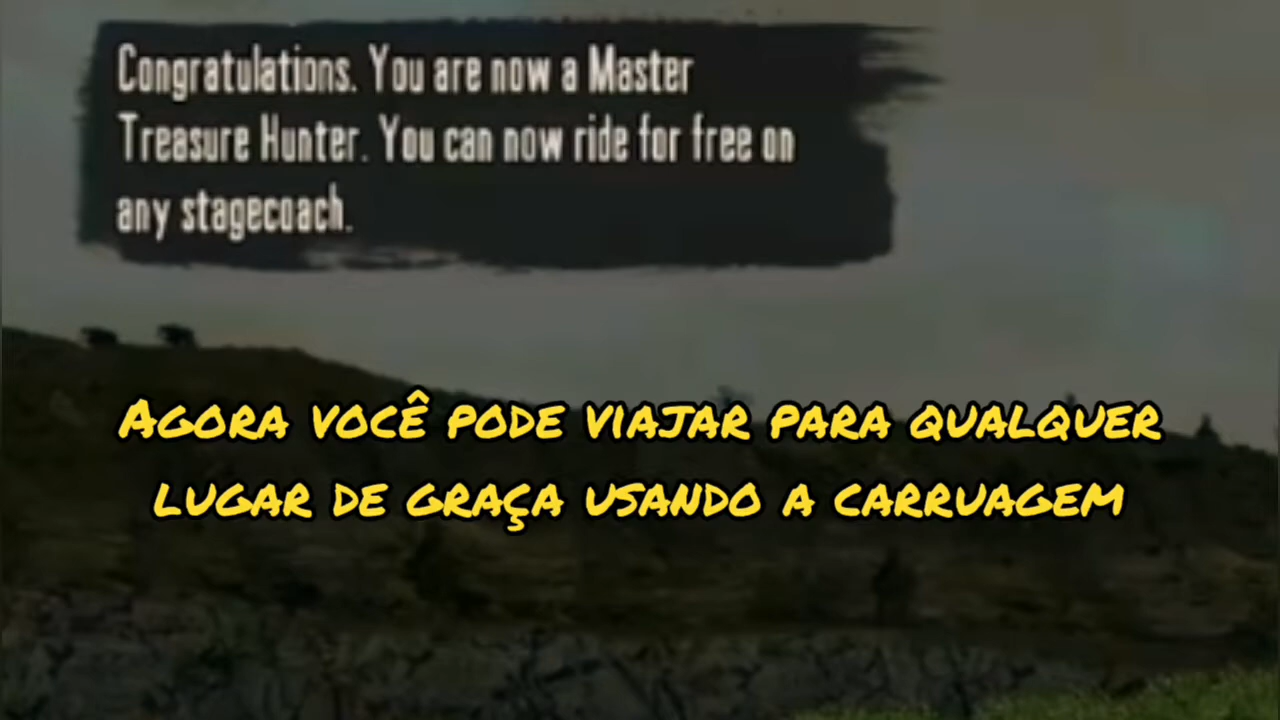 Congratulations. You are now a Master
Treasure Hunter. You can now ride for free on
any stagecoach.
AGORA VOCÊ PODE VIAJAR PARA QUALQUER
LUGAR DE GRAÇA USANDO A CARRUAGEM